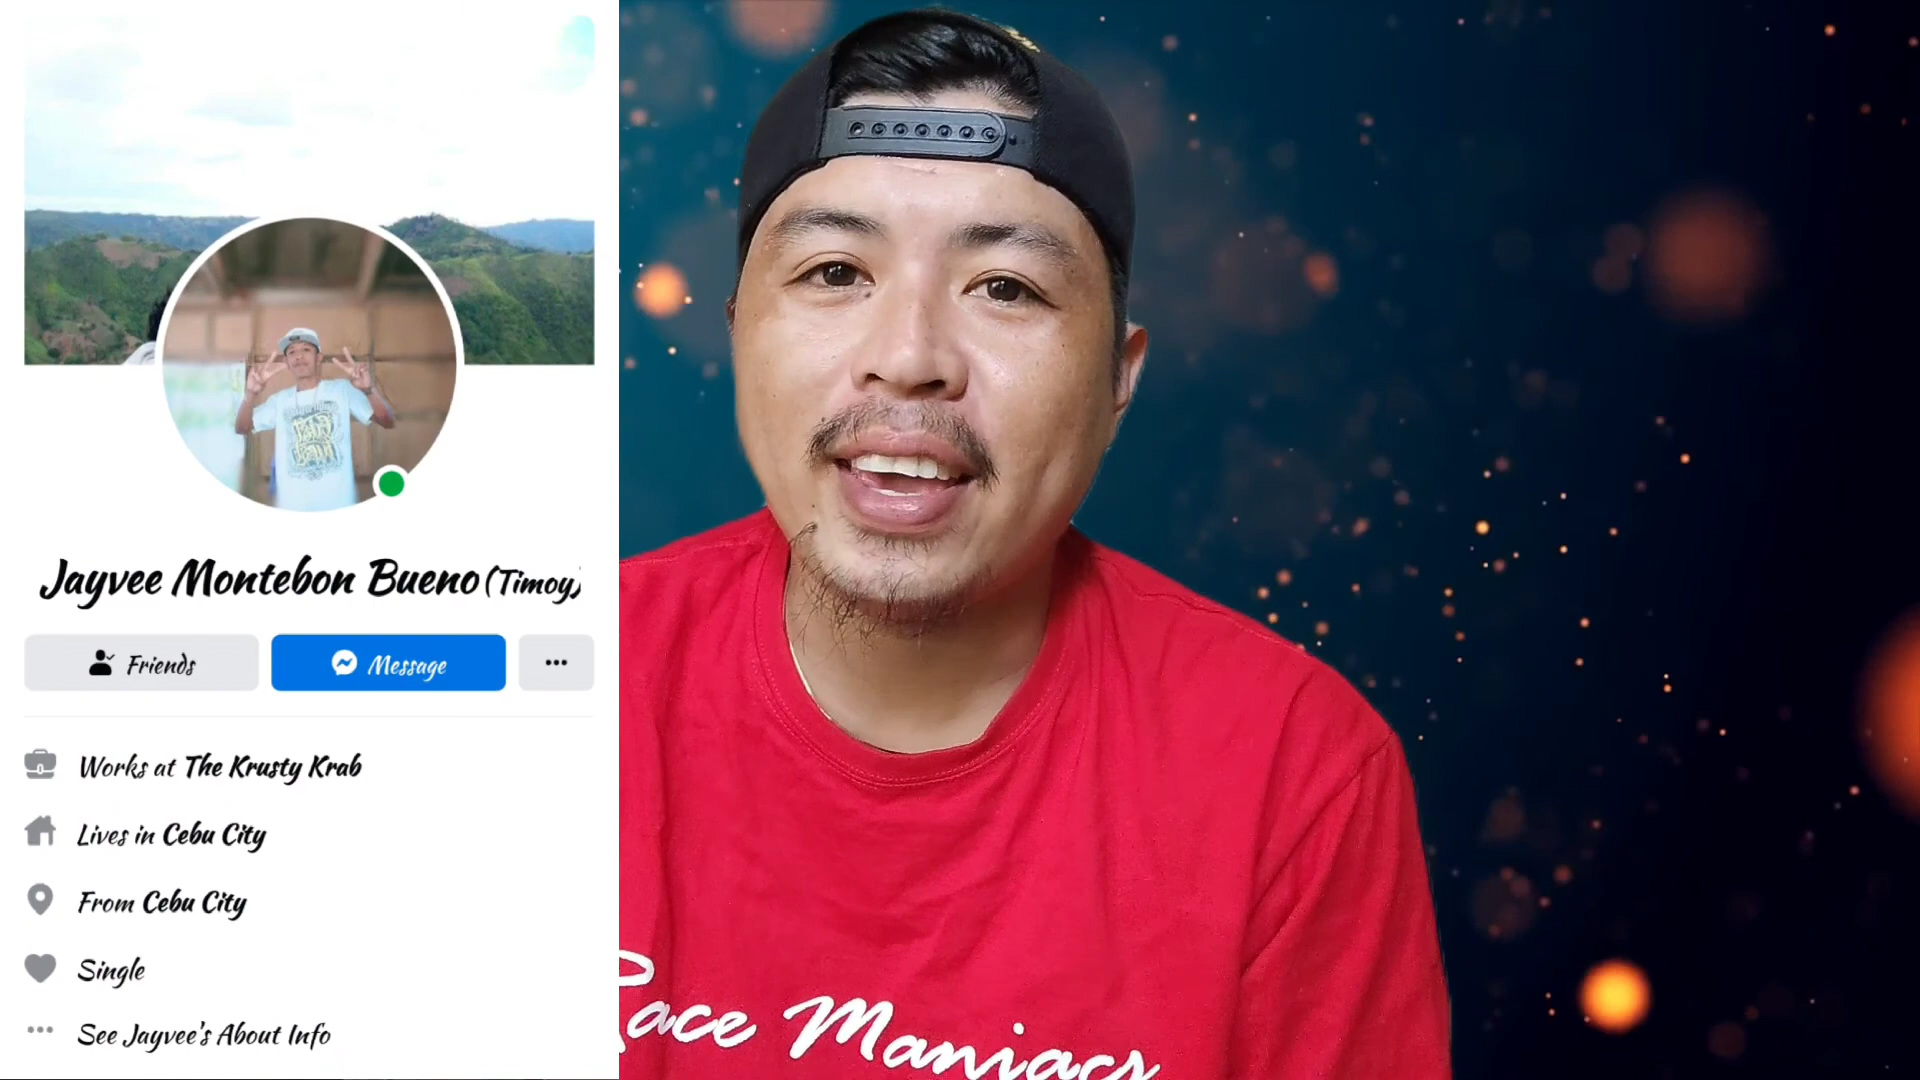 Jayvee Montebon Bueno (Timoy)
Friends
Message
Works at The Krusty Krab
Lives in Cebu City
From Cebu City
Single
See Jayvee's About Info
Race Maniacs